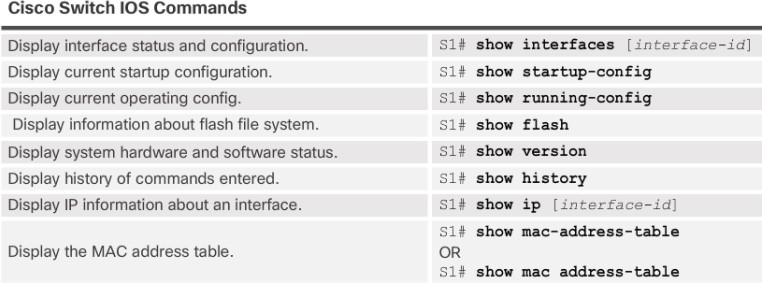 Cisco Switch IOS Commands
Display interface status and configuration. S1# show interfaces [interface-id]
Display current startup configuration. S1# show startup-config
Display current operating config. S1# show running-config
Display information about flash file system. S1# show flash
Display system hardware and software status. S1# show version
Display history of commands entered. S1# show history
Display IP information about an interface. S1# show ip [interface-id]
Display the MAC address table. S1# show mac-address-table
OR
S1# show mac address-table